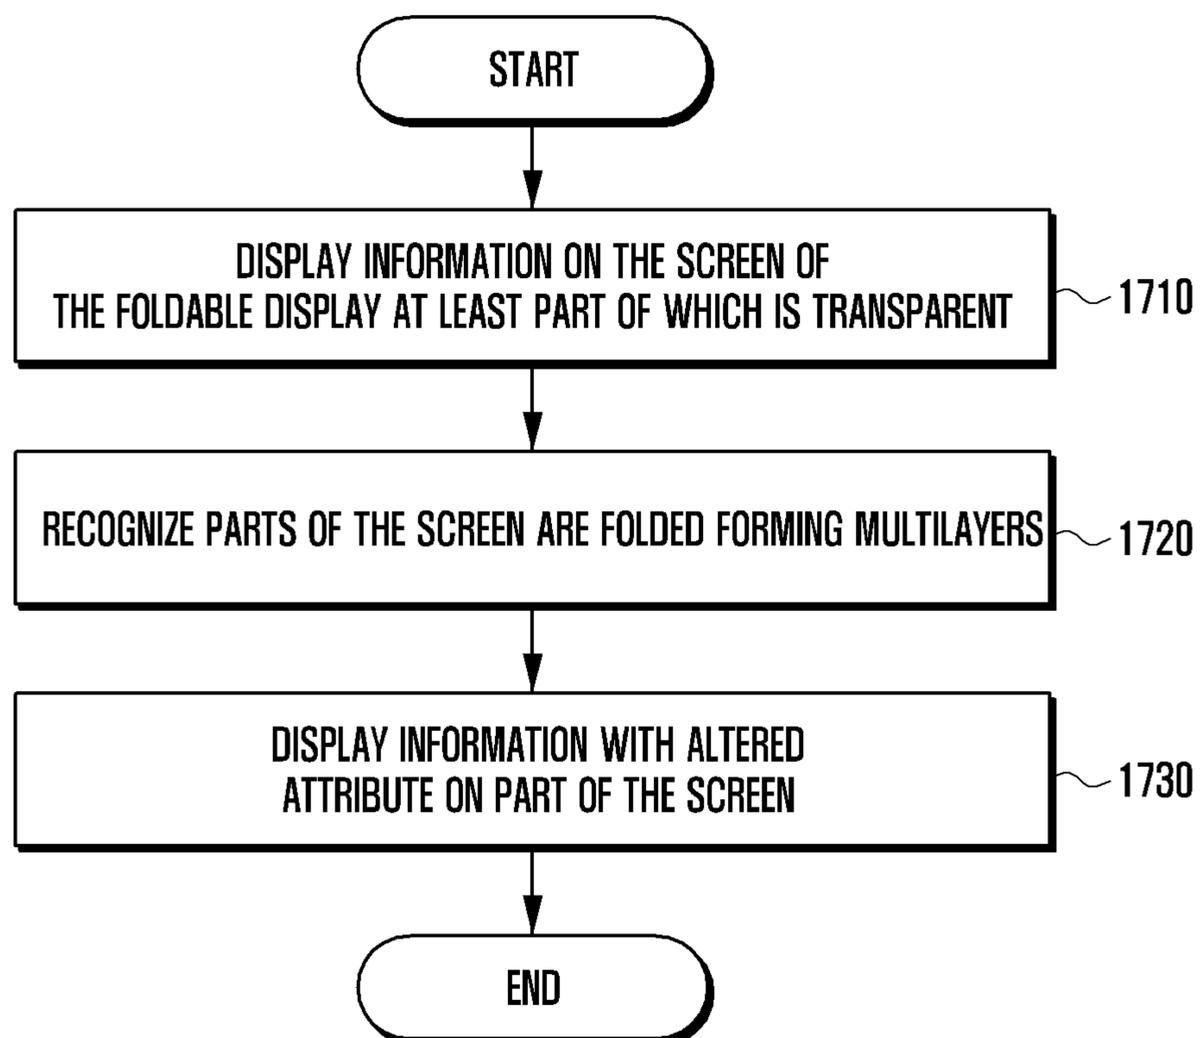 START
DISPLAY INFORMATION ON THE SCREEN OF
THE FOLDABLE DISPLAY AT LEAST PART OF WHICH IS TRANSPARENT
1710
RECOGNIZE PARTS OF THE SCREEN ARE FOLDED FORMING MULTILAYERS
1720
DISPLAY INFORMATION WITH ALTERED
ATTRIBUTE ON PART OF THE SCREEN
1730
END